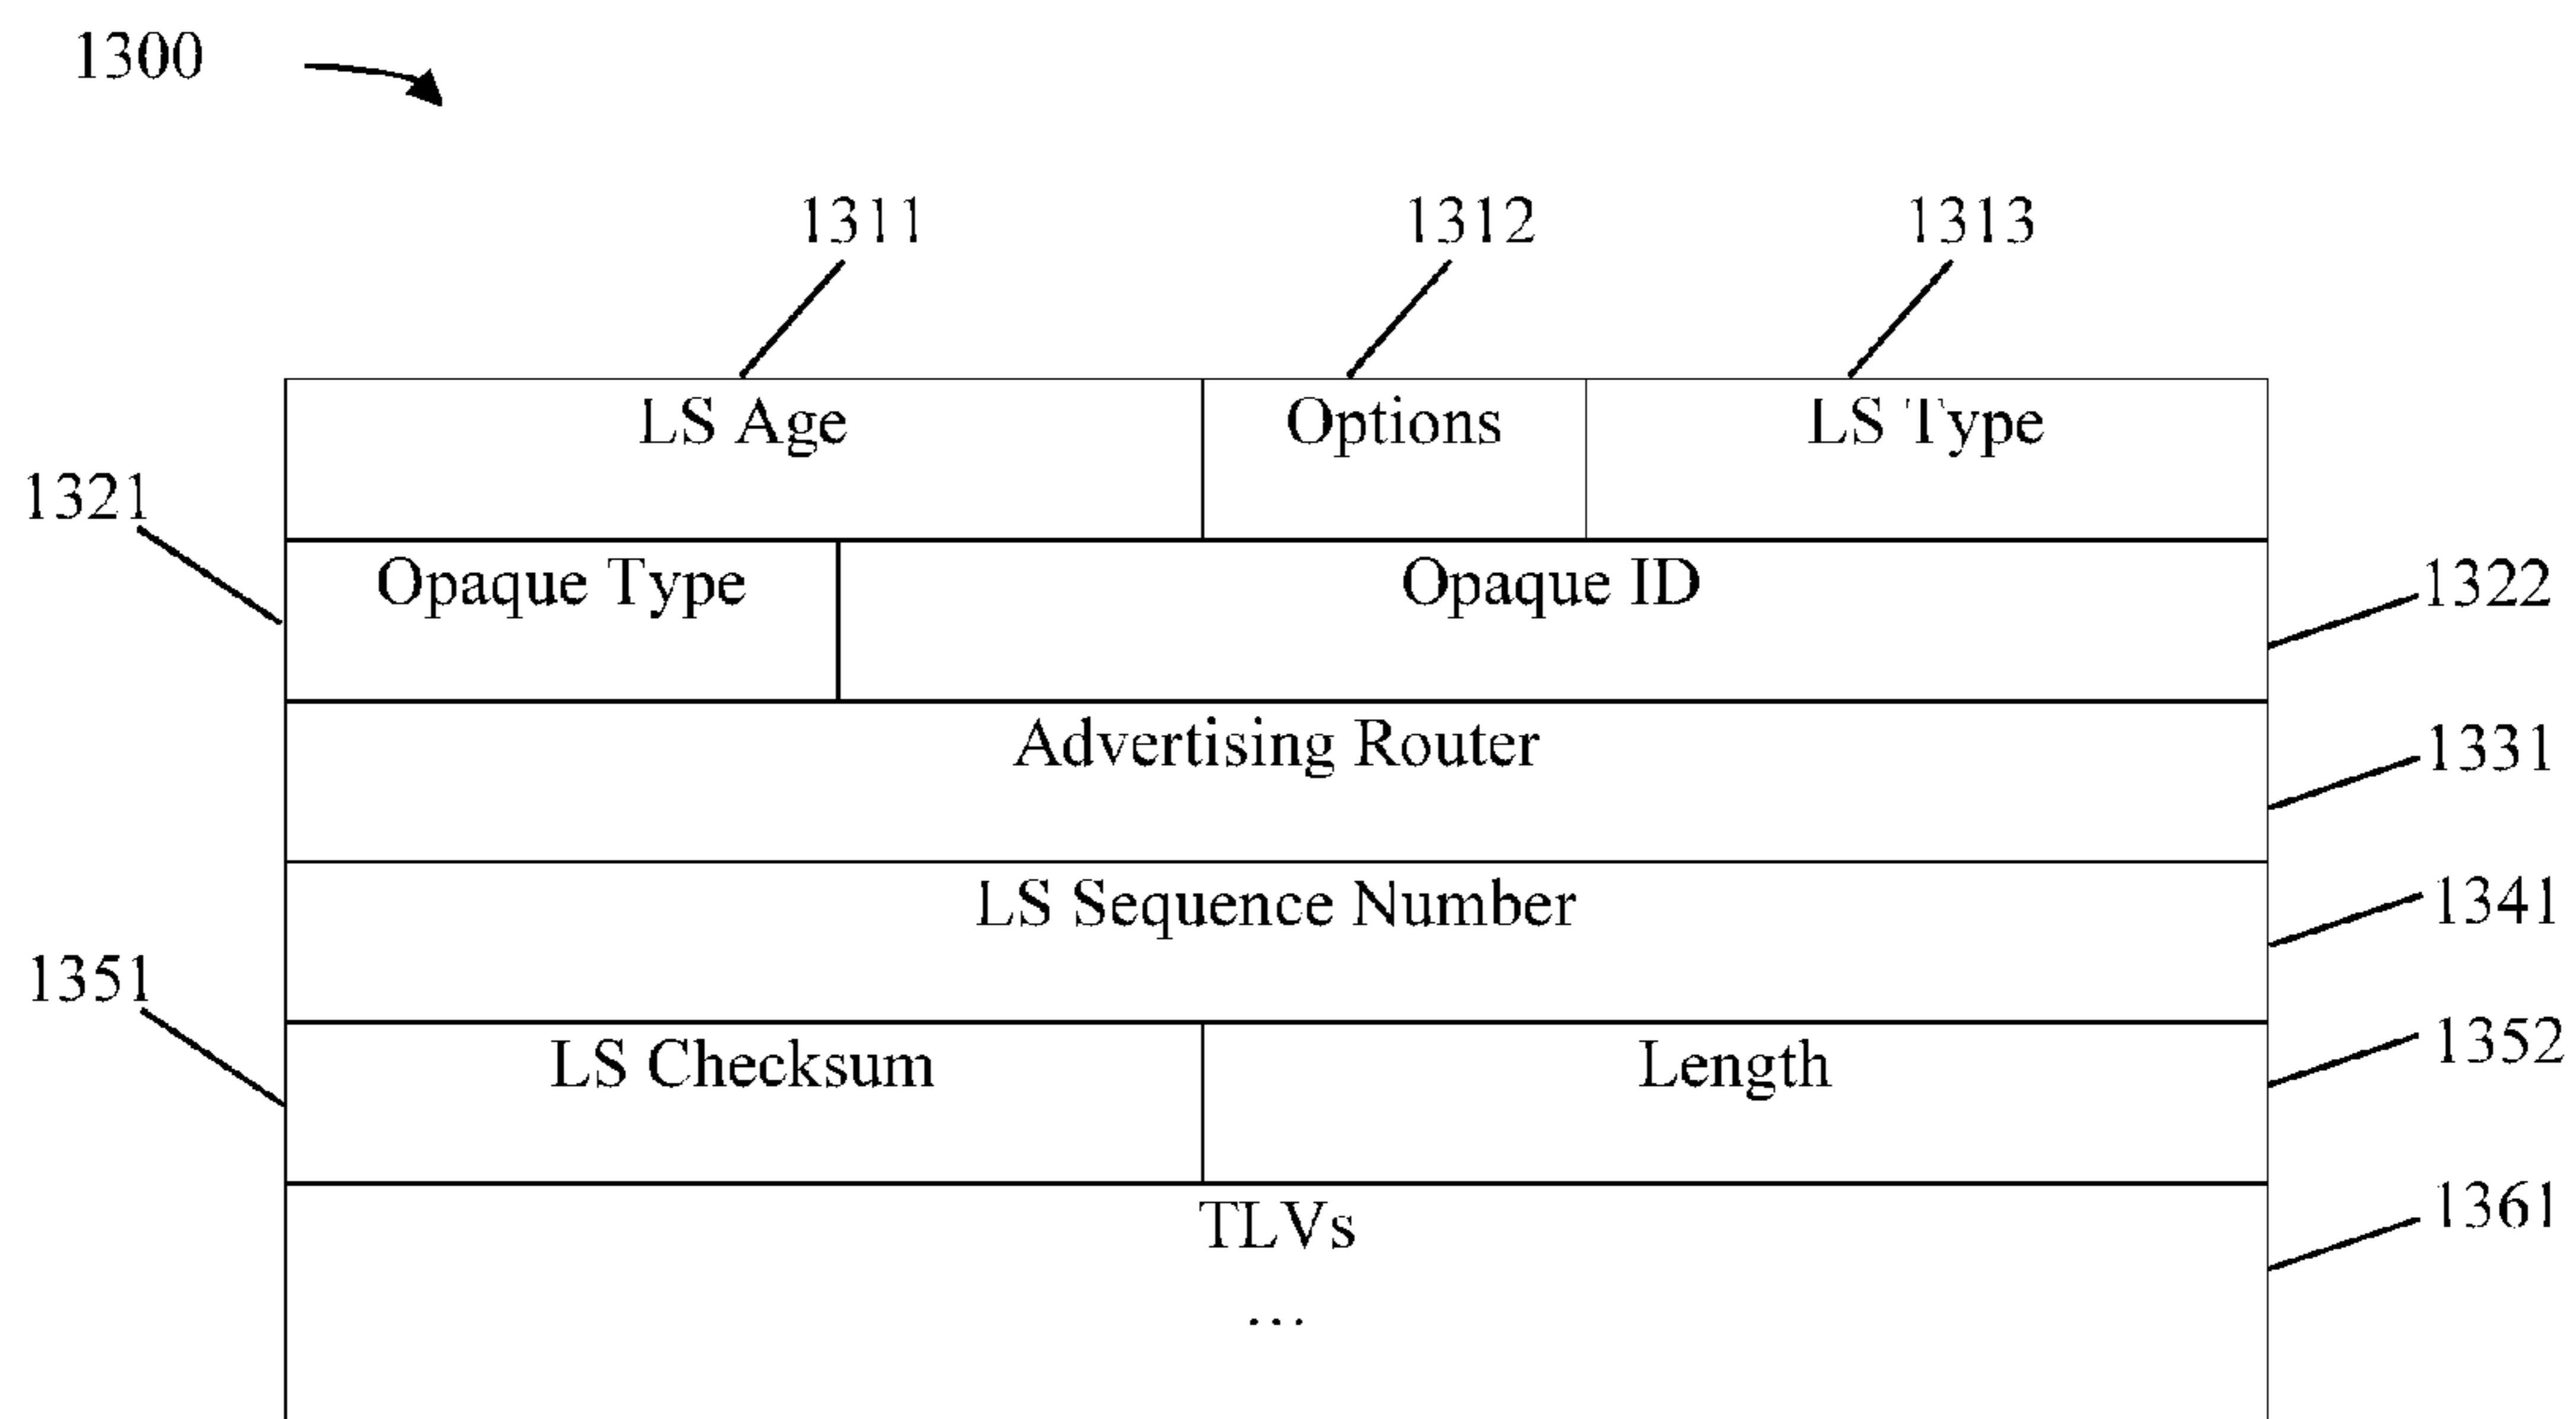 1300
1311 1312 1313
LS Age Options LS Type
1321
Opaque Type Opaque ID
1322
Advertising Router
1331
LS Sequence Number
1341
1351
LS Checksum Length
1352
TLVs
1361
...